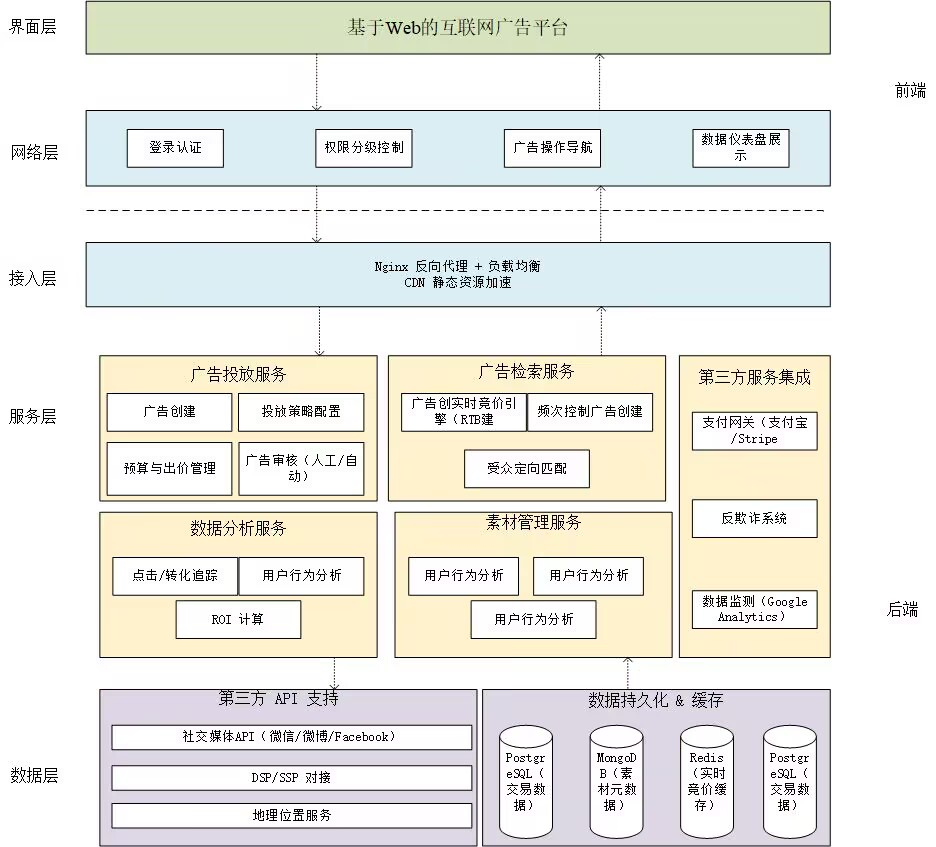 界面层
基于Web的互联网广告平台
前端
网络层
登录认证
权限分级控制
广告操作导航
数据仪表盘展
示
接入层
Nginx 反向代理 + 负载均衡
CDN 静态资源加速
服务层
广告投放服务
广告创建
投放策略配置
预算与出价管理
广告审核（人工/自
动）
广告检索服务
广告创实时竞价引
擎（RTB建
频次控制广告创建
受众定向匹配
第三方服务集成
支付网关（支付宝
/Stripe
反欺诈系统
数据监测（Google
Analytics）
数据分析服务
点击/转化追踪
用户行为分析
ROI 计算
素材管理服务
用户行为分析
用户行为分析
用户行为分析
后端
数据层
第三方 API 支持
社交媒体API（微信/微博/Facebook）
DSP/SSP 对接
地理位置服务
数据持久化 & 缓存
Postgr
eSQL（
交易数
据）
MongoD
B（素
材元数
据）
Redis
（实时
竞价缓
存）
Postgr
eSQL（
交易数
据）